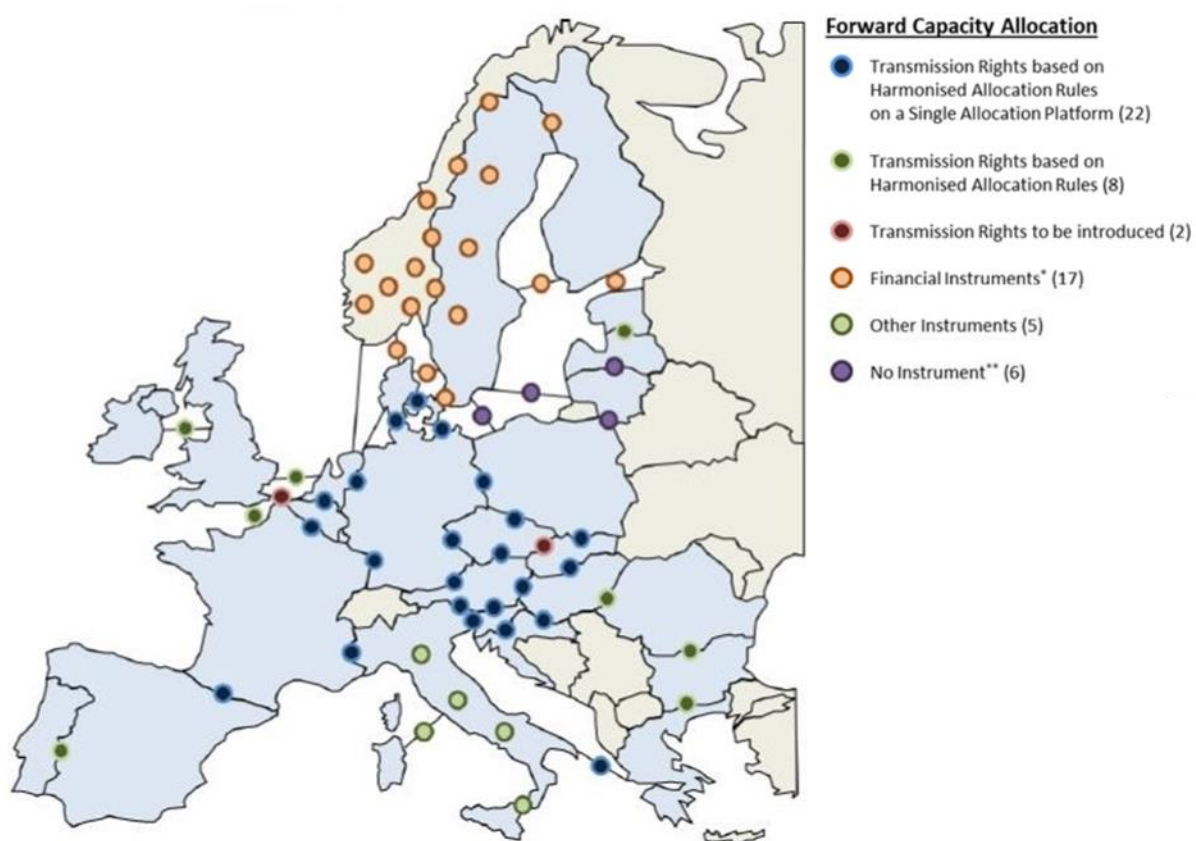 Forward Capacity Allocation
Transmission Rights based on
Harmonised Allocation Rules
on a Single Allocation Platform (22)
Transmission Rights based on
Harmonised Allocation Rules (8)
Transmission Rights to be introduced (2)
Financial Instruments* (17)
Other Instruments (5)
No Instrument** (6)